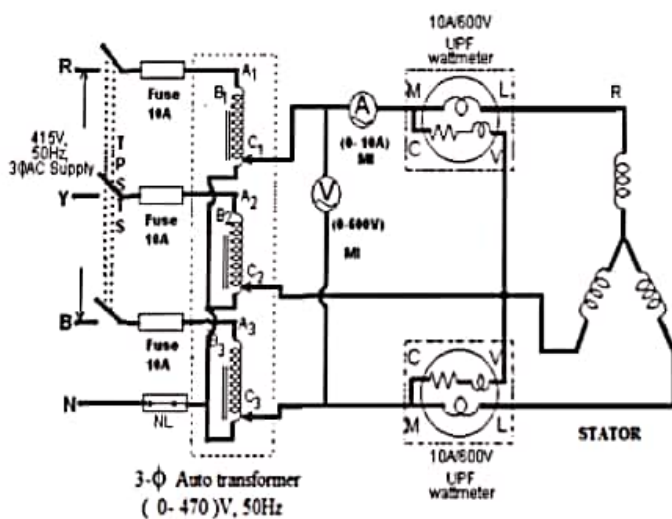 10A/600V
UPF
wattmeter
R
Fuse
10A
A1
B1
C1
M
L
A
(0- 10A)
MI
C
V
R
415V,
50Hz,
3ϕAC Supply
T
P
S
T
S
Y
Fuse
10A
A2
B2
C2
V
(0-600V)
MI
B
Fuse
10A
A3
B3
C3
C
V
N
NL
M
L
STATOR
10A/600V
UPF
wattmeter
3-ϕ Auto transformer
( 0- 470 )V, 50Hz